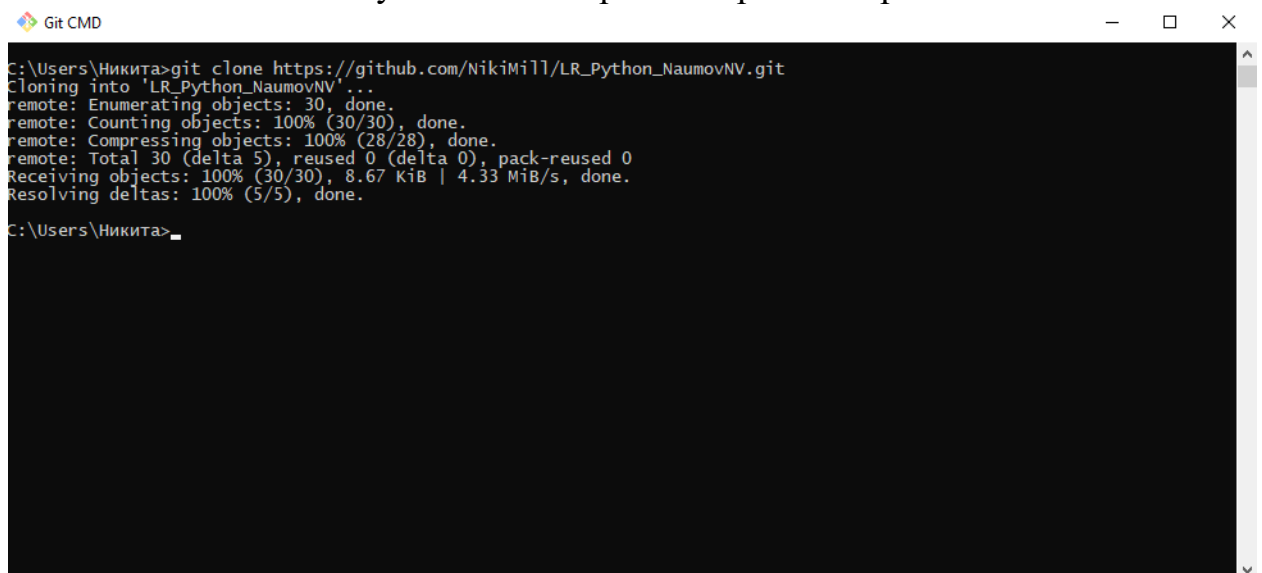 Git CMD
C:\Users\Никита>git clone https://github.com/NikiMill/LR_Python_NaumovNV.git
Cloning into 'LR_Python_NaumovNV'...
remote: Enumerating objects: 30, done.
remote: Counting objects: 100% (30/30), done.
remote: Compressing objects: 100% (28/28), done.
remote: Total 30 (delta 5), reused 0 (delta 0), pack-reused 0
Receiving objects: 100% (30/30), 8.67 KiB | 4.33 MiB/s, done.
Resolving deltas: 100% (5/5), done.
C:\Users\Никита>